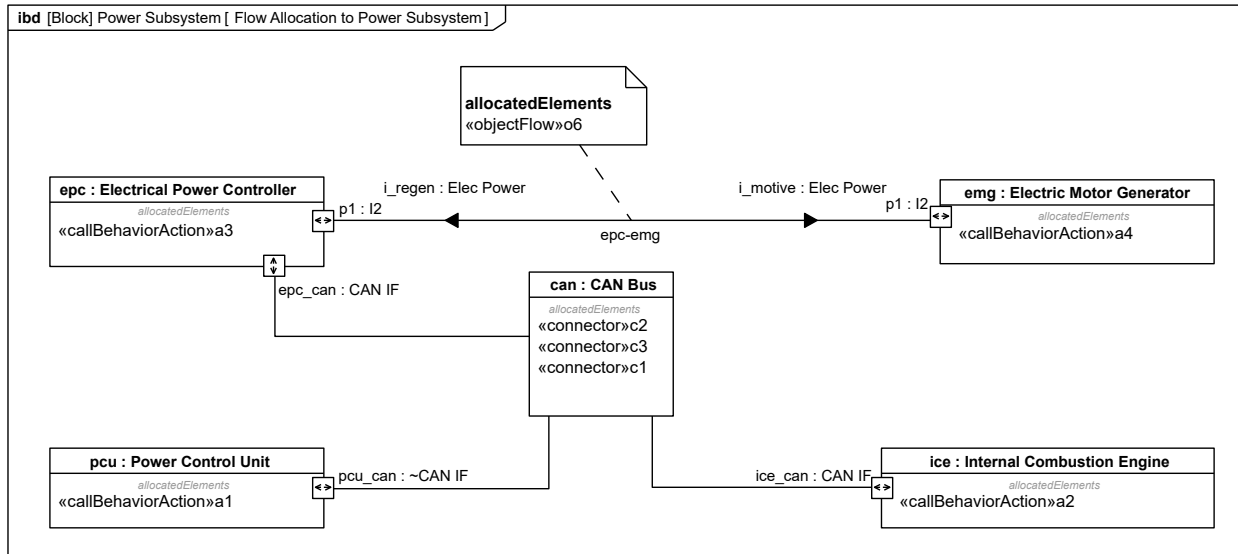 ibd [Block] Power Subsystem [ Flow Allocation to Power Subsystem ]
allocatedElements
«objectFlow»o6
epc : Electrical Power Controller
allocatedElements
«callBehaviorAction»a3
i_regen : Elec Power
p1 : I2
i_motive : Elec Power
p1 : I2
epc-emg
emg : Electric Motor Generator
allocatedElements
«callBehaviorAction»a4
epc_can : CAN IF
can : CAN Bus
allocatedElements
«connector»c2
«connector»c3
«connector»c1
pcu : Power Control Unit
allocatedElements
«callBehaviorAction»a1
pcu_can : ~CAN IF
ice_can : CAN IF
ice : Internal Combustion Engine
allocatedElements
«callBehaviorAction»a2